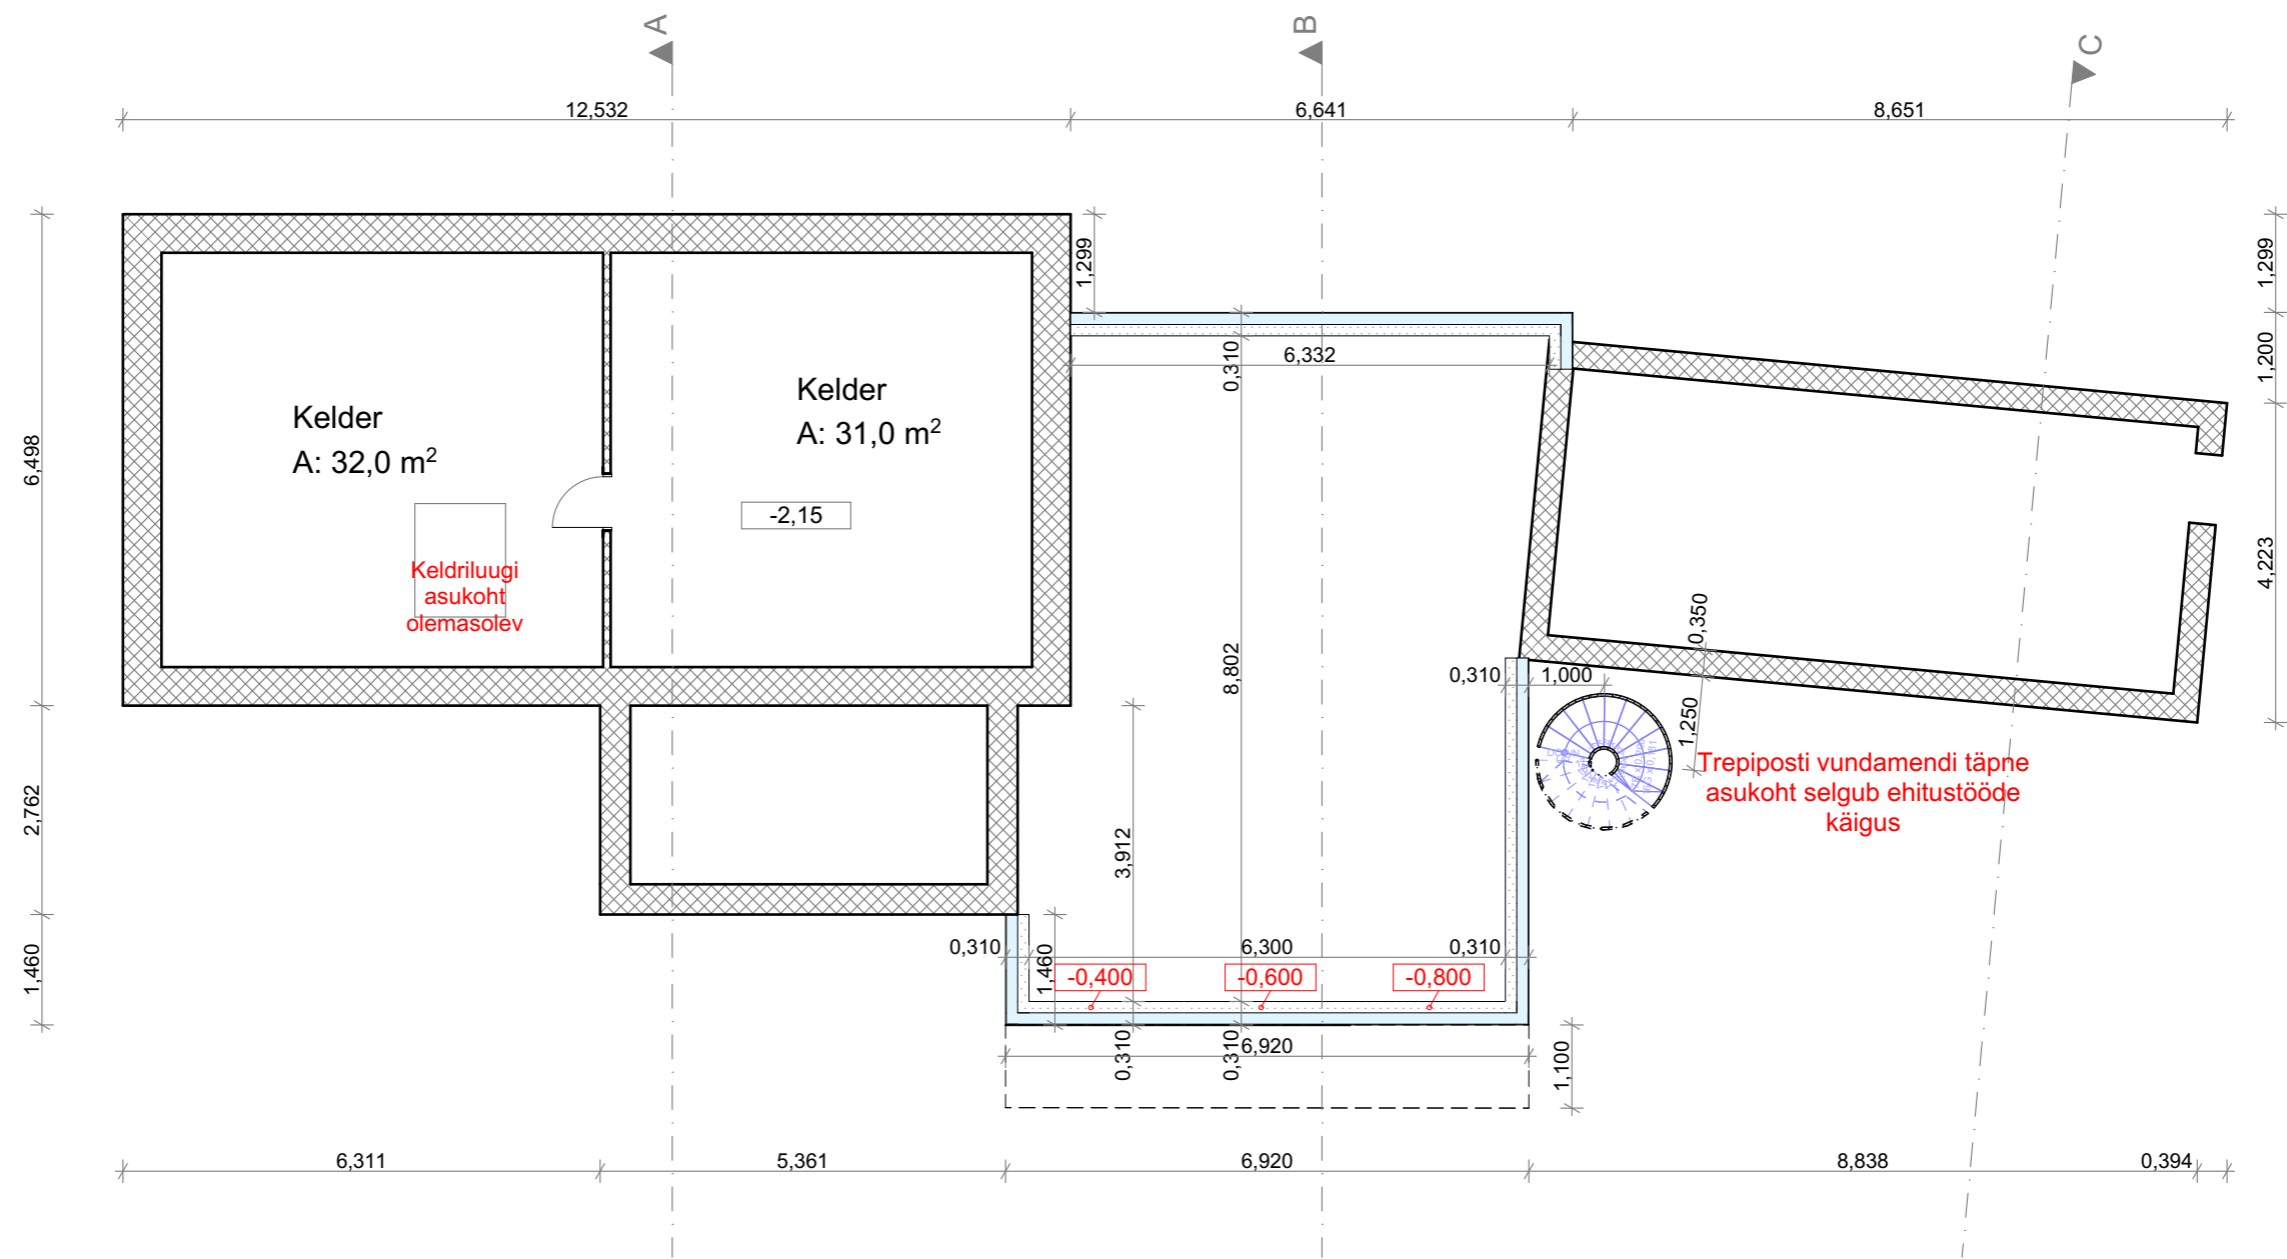 A
B
C
12,532
6,641
8,651
1,299
1,299
1,200
4,223
6,498
2,762
1,460
Kelder
A: 32,0 m²
Kelder
A: 31,0 m²
-2,15
Keldriluugi
asukoht
olemasolev
0,310
6,332
8,802
3,912
0,310
1,000
0,350
1,250
Trepiposti vundamendi täpne
asukoht selgub ehitustööde
käigus
0,310
1,460
6,300
0,310
-0,400
-0,600
-0,800
0,310
0,310
6,920
1,100
6,311
5,361
6,920
8,838
0,394